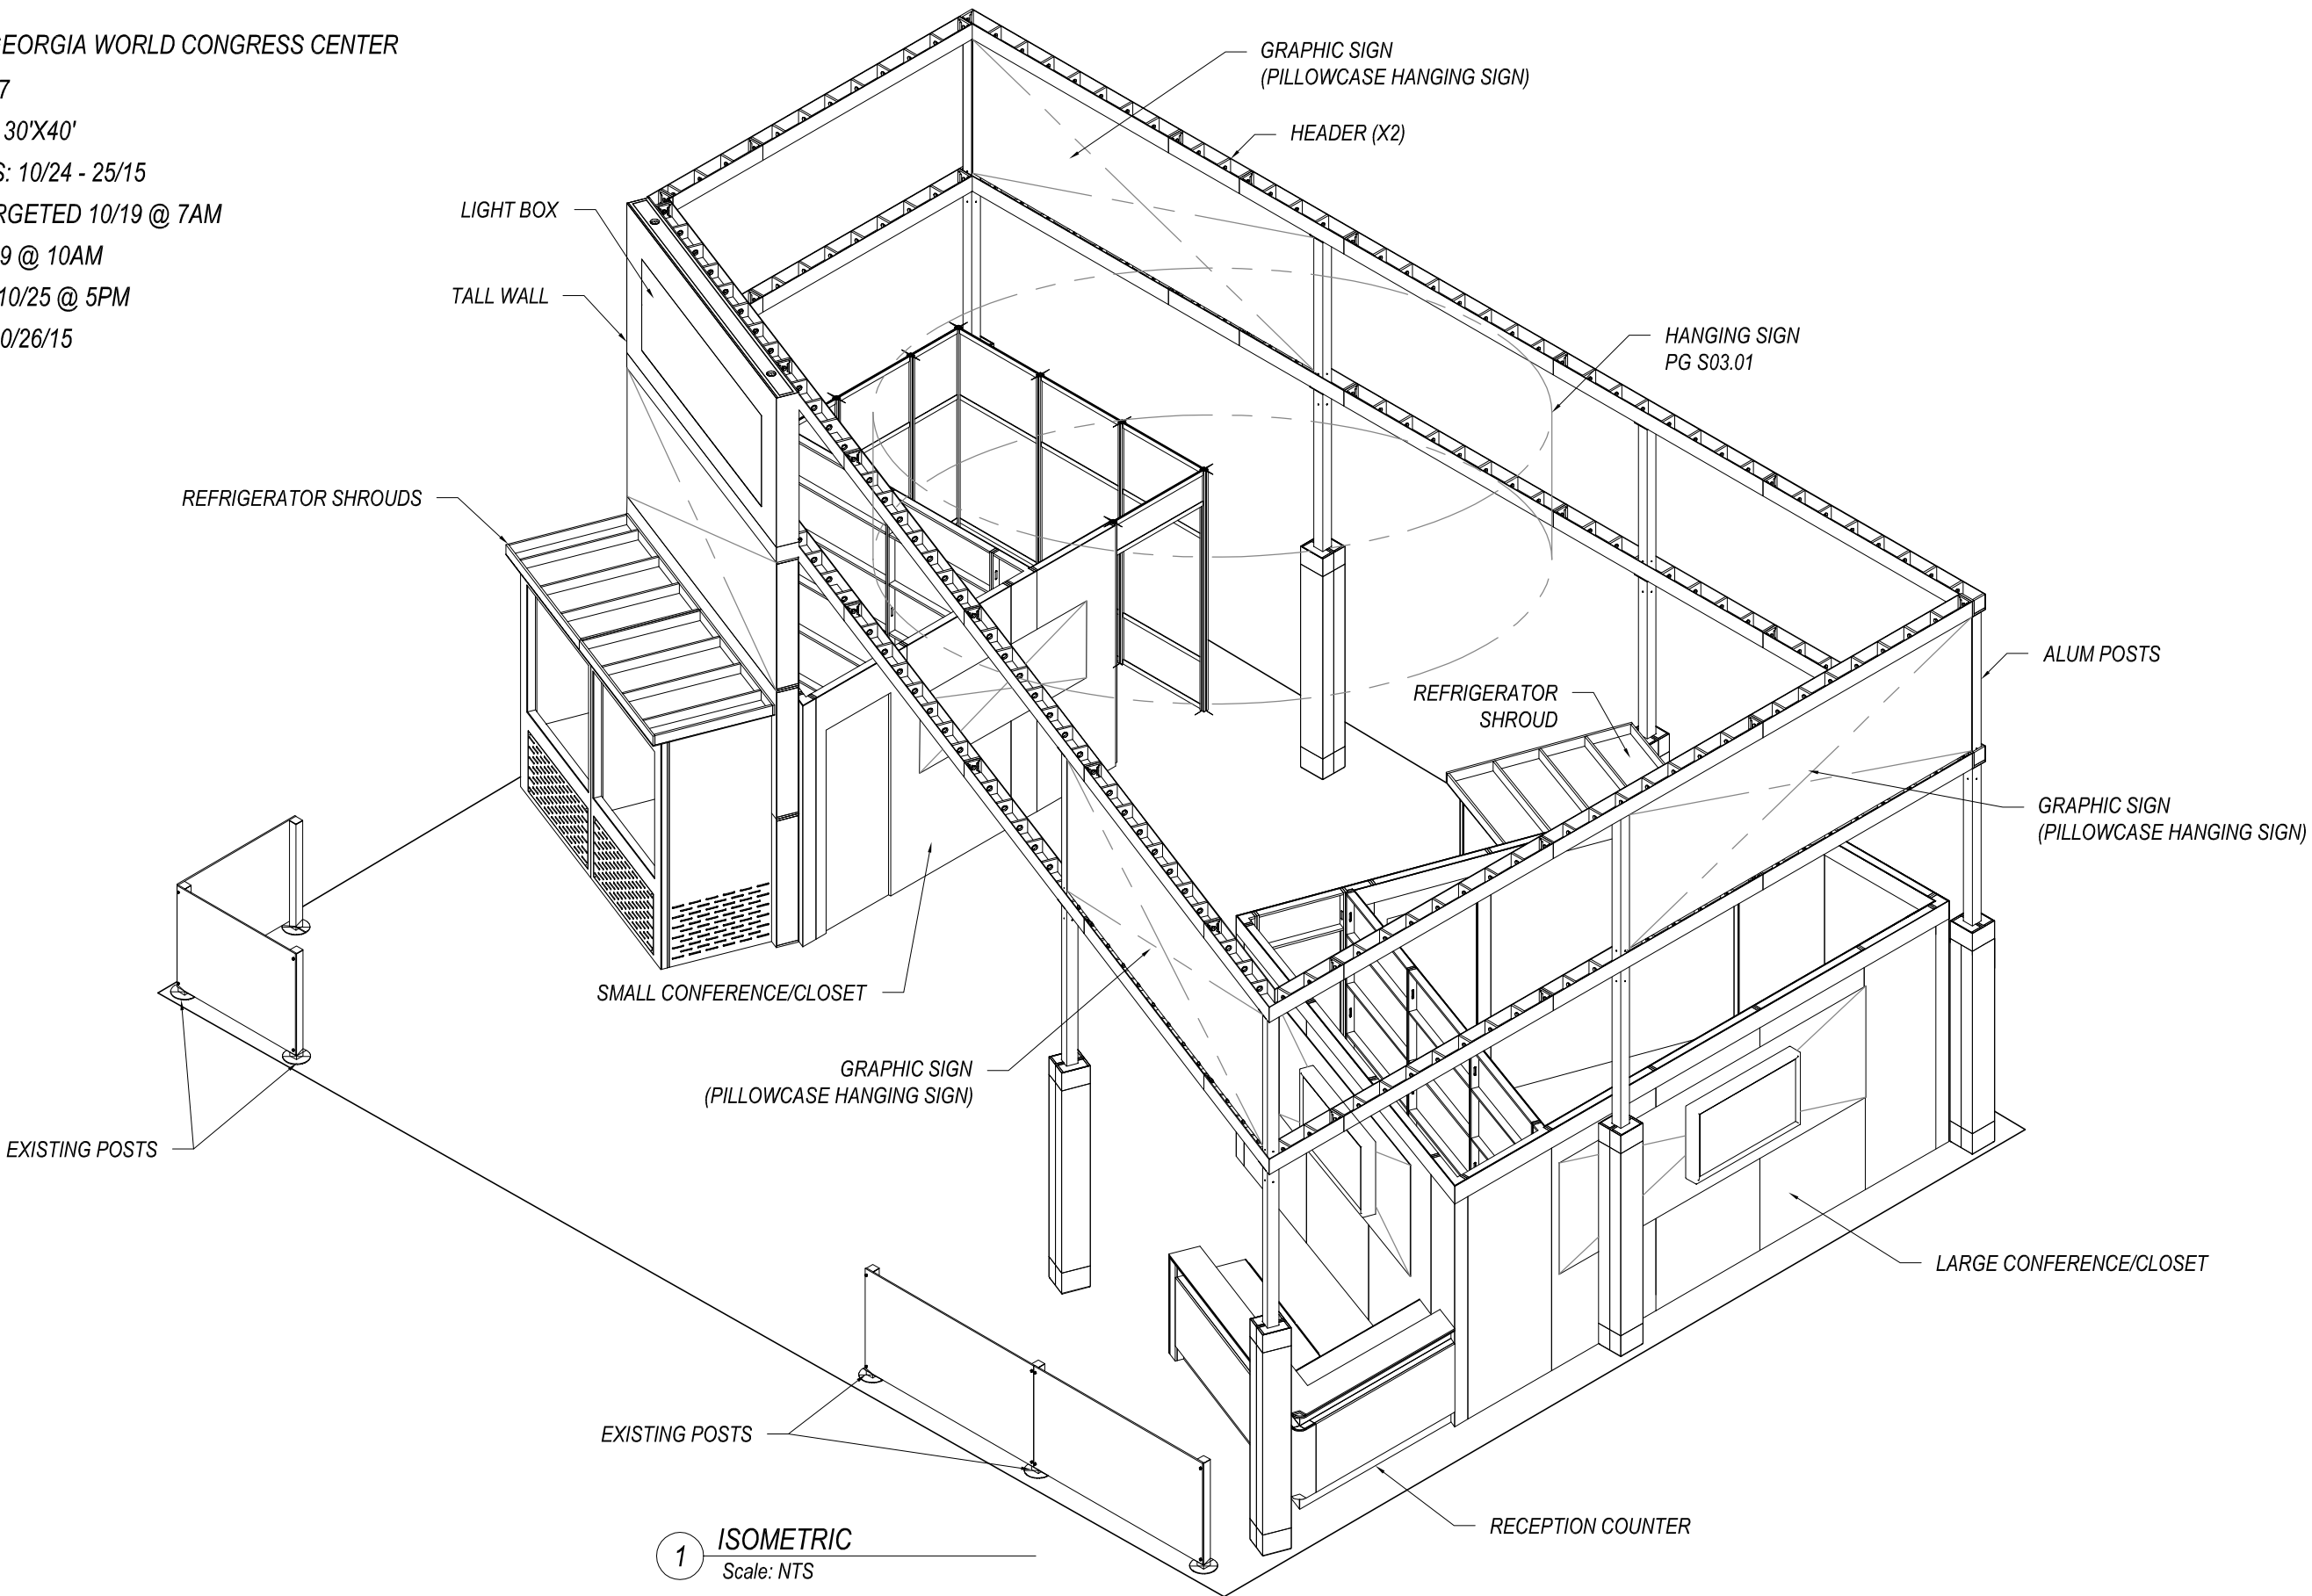 EORGIA WORLD CONGRESS CENTER
7
30'X40'
S: 10/24 - 25/15
RGETED 10/19 @ 7AM
9 @ 10AM
10/25 @ 5PM
0/26/15
GRAPHIC SIGN
(PILLOWCASE HANGING SIGN)
HEADER (X2)
LIGHT BOX
TALL WALL
HANGING SIGN
PG S03.01
REFRIGERATOR SHROUDS
ALUM POSTS
REFRIGERATOR
SHROUD
GRAPHIC SIGN
(PILLOWCASE HANGING SIGN)
SMALL CONFERENCE/CLOSET
GRAPHIC SIGN
(PILLOWCASE HANGING SIGN)
EXISTING POSTS
LARGE CONFERENCE/CLOSET
EXISTING POSTS
RECEPTION COUNTER
1 ISOMETRIC
Scale: NTS